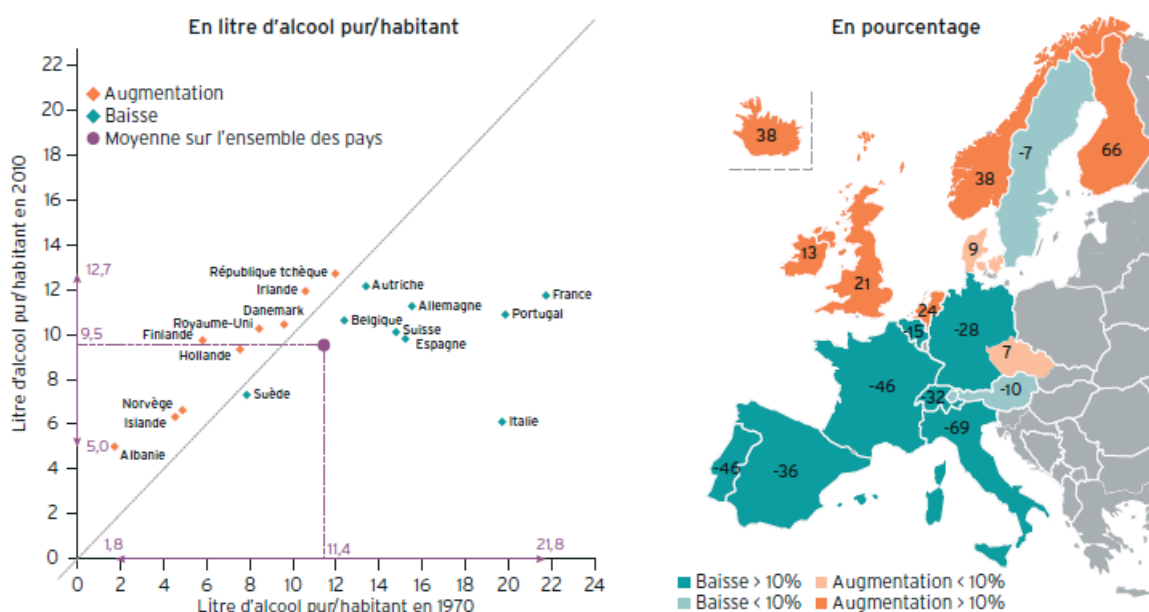 En litre d'alcool pur/habitant
Litre d'alcool pur/habitant en 2010
22
20
18
16
14
12
10
8
6
4
2
0
Augmentation
Baisse
Moyenne sur l'ensemble des pays
12,7
9,5
5,0
République tchèque
Irlande
Autriche
France
Danemark
Allemagne
Portugal
Royaume-Uni
Belgique
Finlande
Suisse
Hollande
Espagne
Suède
Norvège
Islande
Italie
Albanie
1,8
11,4
21,8
0 2 4 6 8 10 12 14 16 18 20 22 24
Litre d'alcool pur/habitant en 1970
En pourcentage
38
-7
66
38
13
9
21
24
-15
-28
7
-46
-32
-10
-69
-46
-36
Baisse > 10%
Augmentation < 10%
Baisse < 10%
Augmentation > 10%